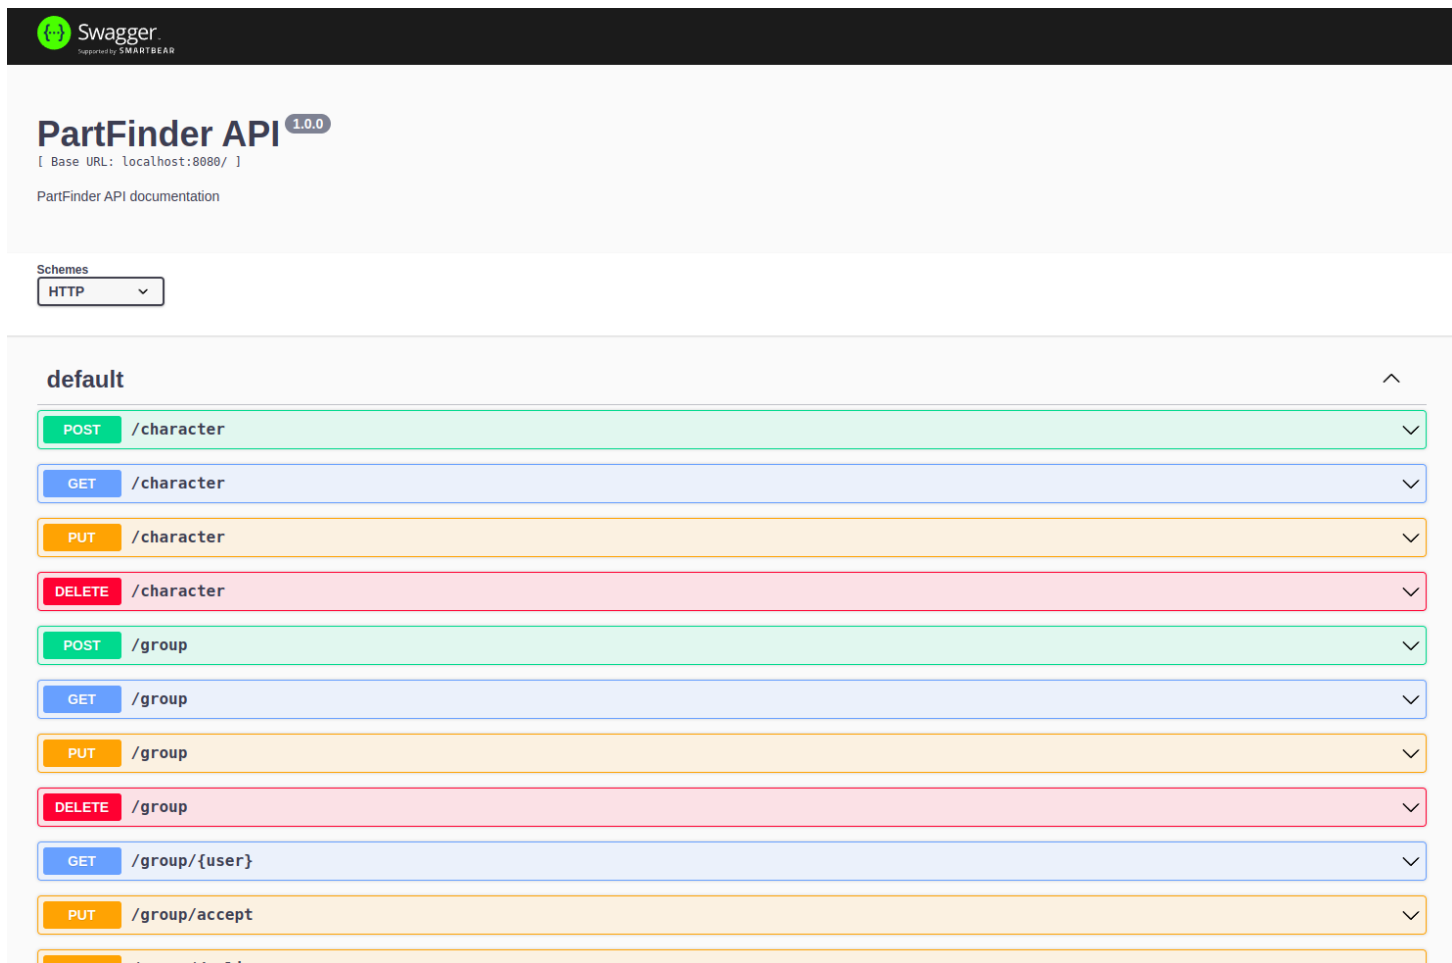 Swagger
Supported by SMARTBEAR
PartFinder API 1.0.0
[ Base URL: localhost:8080/ ]
PartFinder API documentation
Schemes
HTTP
default
POST /character
GET /character
PUT /character
DELETE /character
POST /group
GET /group
PUT /group
DELETE /group
GET /group/{user}
PUT /group/accept